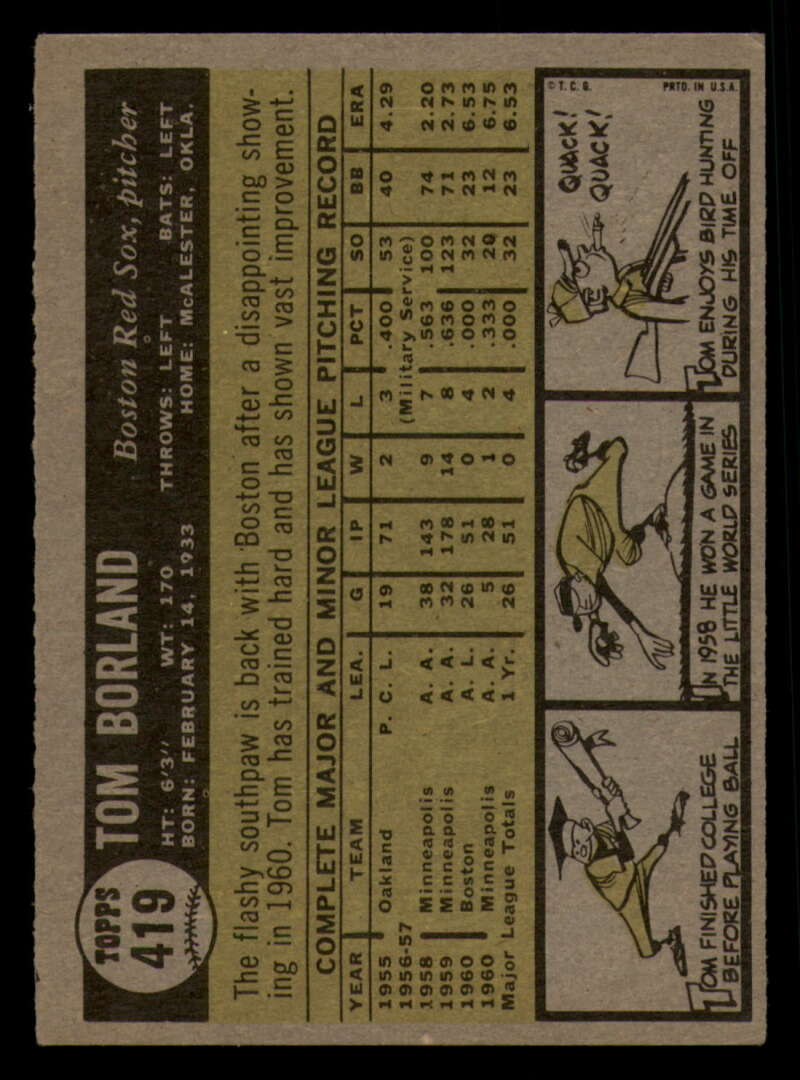 TOPPS
419
TOM BORLAND Boston Red Sox, pitcher
HT: 6'3" WT: 170 THROWS: LEFT BATS: LEFT
BORN: FEBRUARY 14, 1933 HOME: McALESTER, OKLA.
The flashy southpaw is back with Boston after a disappointing show-
ing in 1960. Tom has trained hard and has shown vast improvement.
COMPLETE MAJOR AND MINOR LEAGUE PITCHING RECORD
YEAR TEAM LEA. G IP W L PCT SO BB ERA
1955 Oakland P. C. L. 19 71 2 3 .400 53 40 4.29
1956-57 (Military Service)
1958 Minneapolis A. A. 38 143 9 7 .563 100 74 2.20
1959 Minneapolis A. A. 32 178 14 8 .636 123 71 2.73
1960 Boston A. L. 26 51 0 4 .000 32 23 6.53
1960 Minneapolis A. A. 5 28 1 2 .333 20 12 6.75
Major League Totals 1 Yr. 26 51 0 4 .000 32 23 6.53
TOM FINISHED COLLEGE
BEFORE PLAYING BALL
IN 1958 HE WON A GAME IN
THE LITTLE WORLD SERIES
© T. C. G. PRTD. IN U.S.A.
QUACK!
QUACK!
TOM ENJOYS BIRD HUNTING
DURING HIS TIME OFF